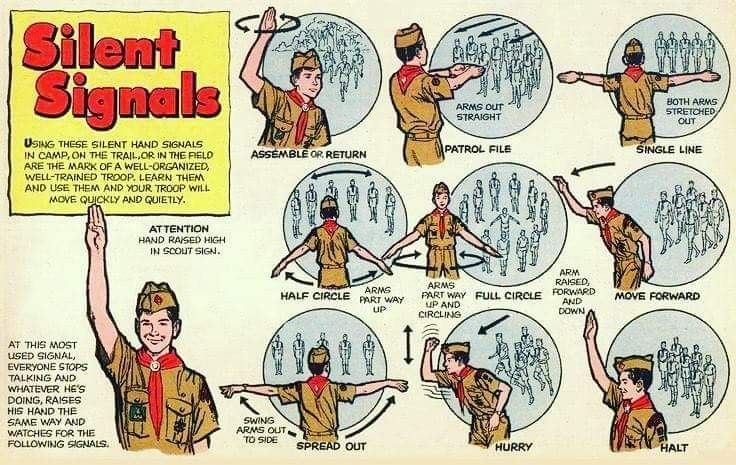 Silent
Signals
USING THESE SILENT HAND SIGNALS
IN CAMP, ON THE TRAIL, OR IN THE FIELD
ARE THE MARK OF A WELL-ORGANIZED,
WELL-TRAINED TROOP. LEARN THEM
AND USE THEM AND YOUR TROOP WILL
MOVE QUICKLY AND QUIETLY.
ATTENTION
HAND RAISED HIGH
IN SCOUT SIGN.
AT THIS MOST
USED SIGNAL,
EVERYONE STOPS
TALKING AND
WHATEVER HE'S
DOING, RAISES
HIS HAND THE
SAME WAY AND
WATCHES FOR THE
FOLLOWING SIGNALS.
ASSEMBLE OR RETURN
ARMS OUT
STRAIGHT
PATROL FILE
BOTH ARMS
STRETCHED
OUT
SINGLE LINE
HALF CIRCLE
ARMS
PART WAY
UP
ARMS
PART WAY
UP AND
CIRCLING
FULL CIRCLE
ARM
RAISED,
FORWARD
AND
DOWN
MOVE FORWARD
SWING
ARMS OUT
TO SIDE
SPREAD OUT
HURRY
HALT